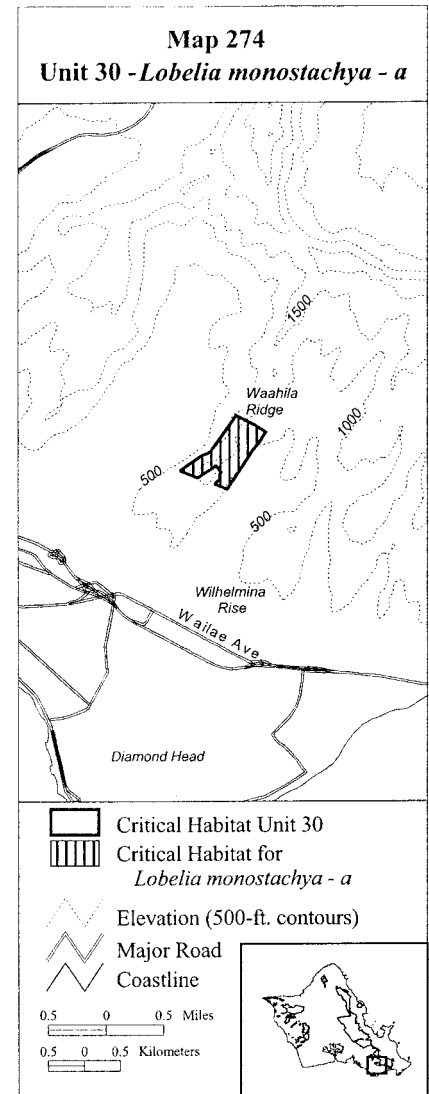 Map 274
Unit 30 - Lobelia monostachya - a
1500
Waahila
Ridge
1000
500
500
Wilhelmina
Rise
Wailae Ave
Diamond Head
Critical Habitat Unit 30
Critical Habitat for
Lobelia monostachya - a
Elevation (500-ft. contours)
Major Road
Coastline
0.5 0 0.5 Miles
0.5 0 0.5 Kilometers